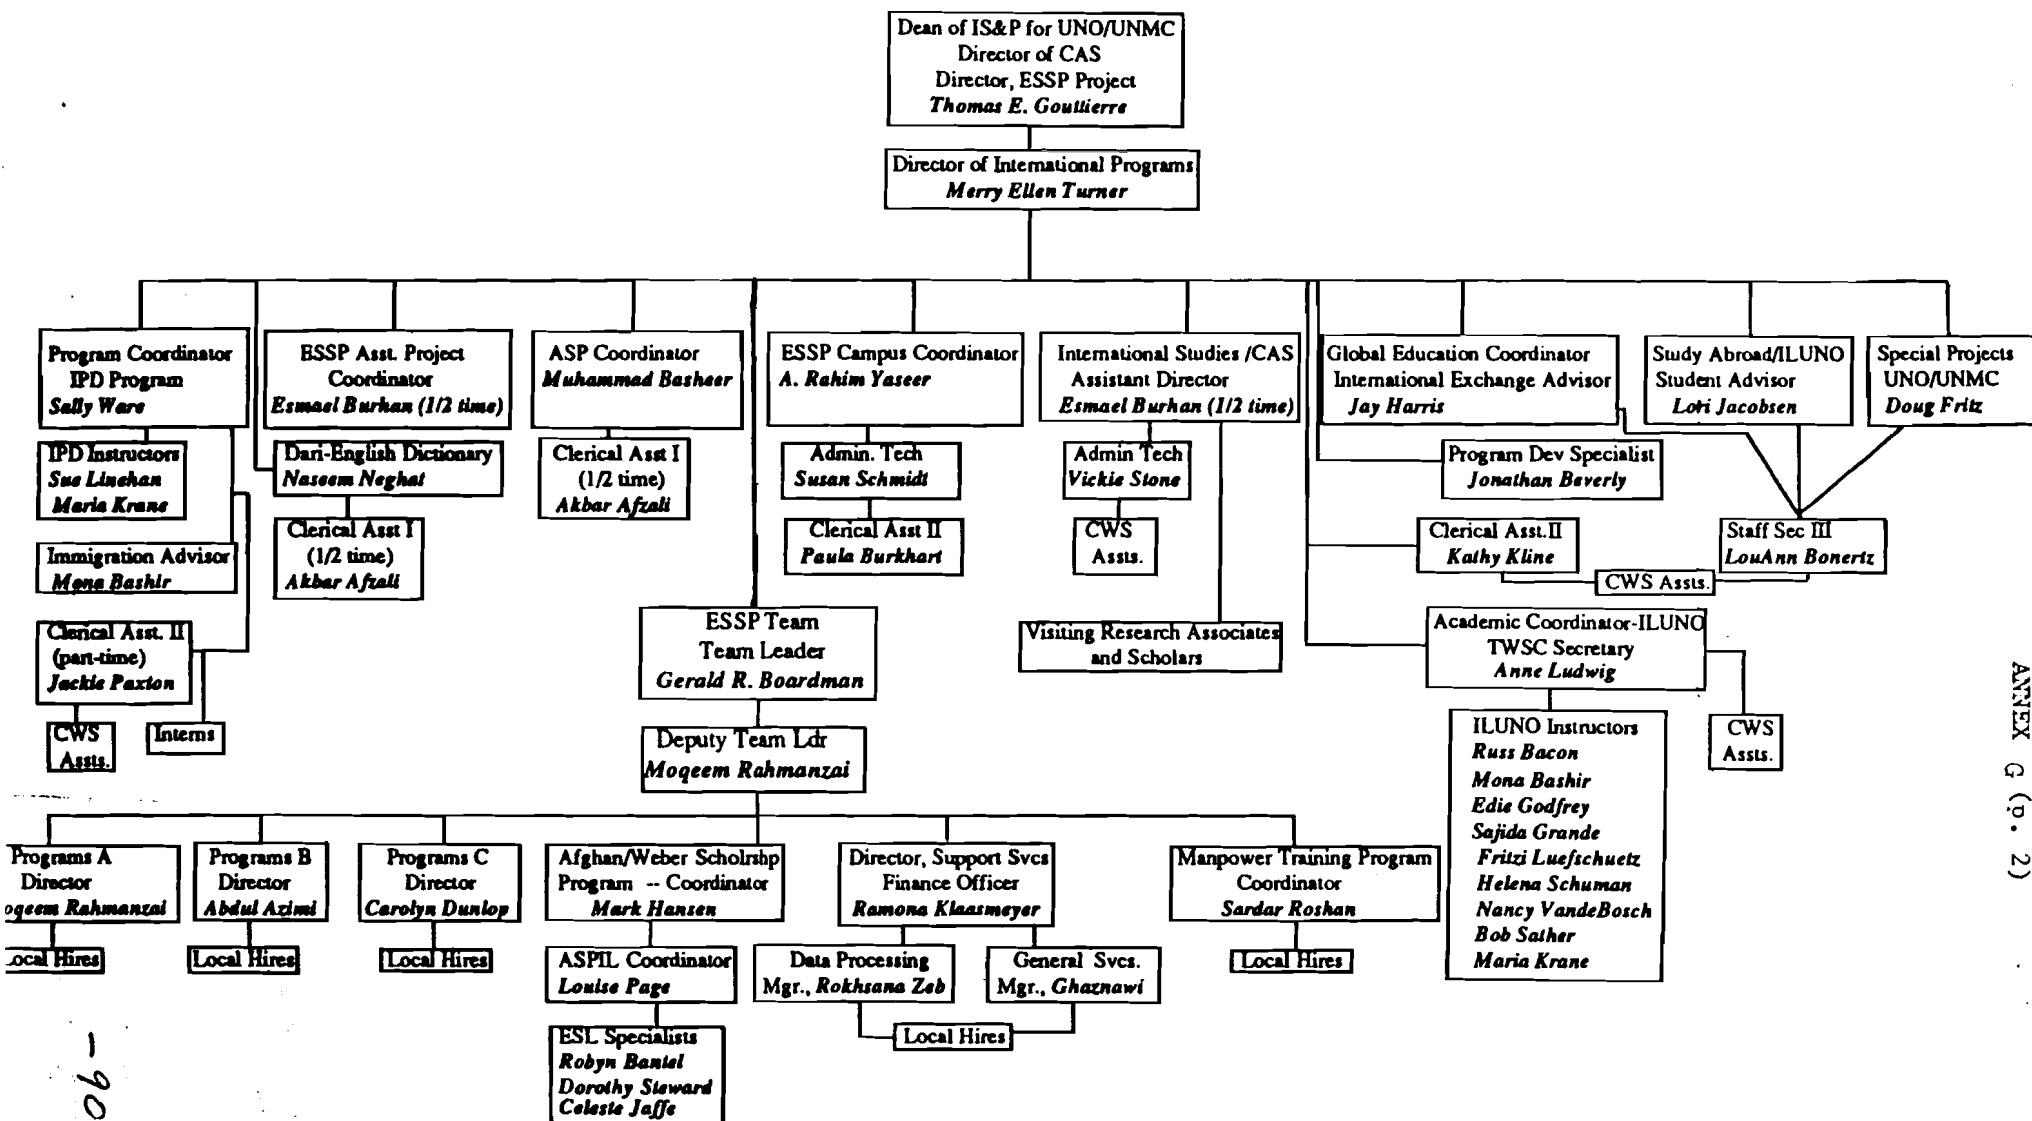 Dean of IS&P for UNO/UNMC
Director of CAS
Director, ESSP Project
Thomas E. Gouttierre
Director of International Programs
Merry Ellen Turner
Program Coordinator
IPD Program
Sally Ware
ESSP Asst. Project
Coordinator
Esmael Burhan (1/2 time)
ASP Coordinator
Muhammad Basheer
ESSP Campus Coordinator
A. Rahim Yaseer
International Studies /CAS
Assistant Director
Esmael Burhan (1/2 time)
Global Education Coordinator
International Exchange Advisor
Jay Harris
Study Abroad/ILUNO
Student Advisor
Lori Jacobsen
Special Projects
UNO/UNMC
Doug Fritz
IPD Instructors
Sue Linehan
Maria Krane
Dari-English Dictionary
Naseem Neghat
Clerical Asst I
(1/2 time)
Akbar Afzali
Admin. Tech
Susan Schmidt
Admin Tech
Vickie Stone
Program Dev Specialist
Jonathan Beverly
Immigration Advisor
Mona Bashir
Clerical Asst I
(1/2 time)
Akbar Afzali
Clerical Asst II
Paula Burkhart
CWS
Assts.
Clerical Asst.II
Kathy Kline
Staff Sec III
LouAnn Bonertz
CWS Assts.
Clerical Asst. II
(part-time)
Jackie Paxton
ESSP Team
Team Leader
Gerald R. Boardman
Visiting Research Associates
and Scholars
Academic Coordinator-ILUNO
TWSC Secretary
Anne Ludwig
CWS
Assts.
Interns
Deputy Team Ldr
Moqeem Rahmanzai
ILUNO Instructors
Russ Bacon
Mona Bashir
Edie Godfrey
Sajida Grande
Fritzi Luefschuetz
Helena Schuman
Nancy VandeBosch
Bob Sather
Maria Krane
CWS
Assts.
Programs A
Director
oqeem Rahmanzai
Programs B
Director
Abdul Azimi
Programs C
Director
Carolyn Dunlop
Afghan/Weber Scholrshp
Program -- Coordinator
Mark Hansen
Director, Support Svcs
Finance Officer
Ramona Klaasmeyer
Manpower Training Program
Coordinator
Sardar Roshan
Local Hires
Local Hires
Local Hires
ASPIL Coordinator
Louise Page
Data Processing
Mgr., Rokhsana Zeb
General Svcs.
Mgr., Ghaznawi
Local Hires
Local Hires
ESL Specialists
Robyn Bantel
Dorothy Steward
Celeste Jaffe
ANNEX G (p. 2)
- 90